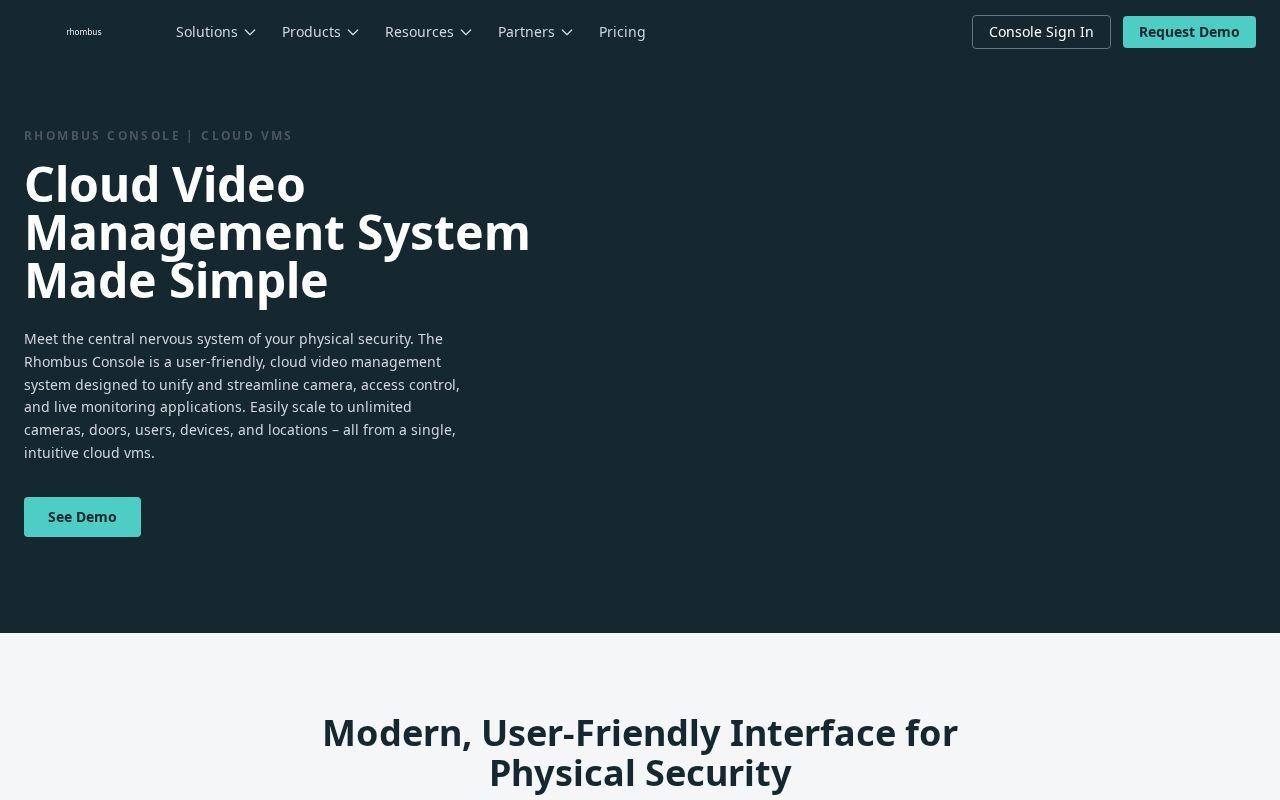 rhombus
Solutions
Products
Resources
Partners
Pricing
Console Sign In
Request Demo
RHOMBUS CONSOLE | CLOUD VMS
Cloud Video
Management System
Made Simple
Meet the central nervous system of your physical security. The
Rhombus Console is a user-friendly, cloud video management
system designed to unify and streamline camera, access control,
and live monitoring applications. Easily scale to unlimited
cameras, doors, users, devices, and locations – all from a single,
intuitive cloud vms.
See Demo
Modern, User-Friendly Interface for
Physical Security